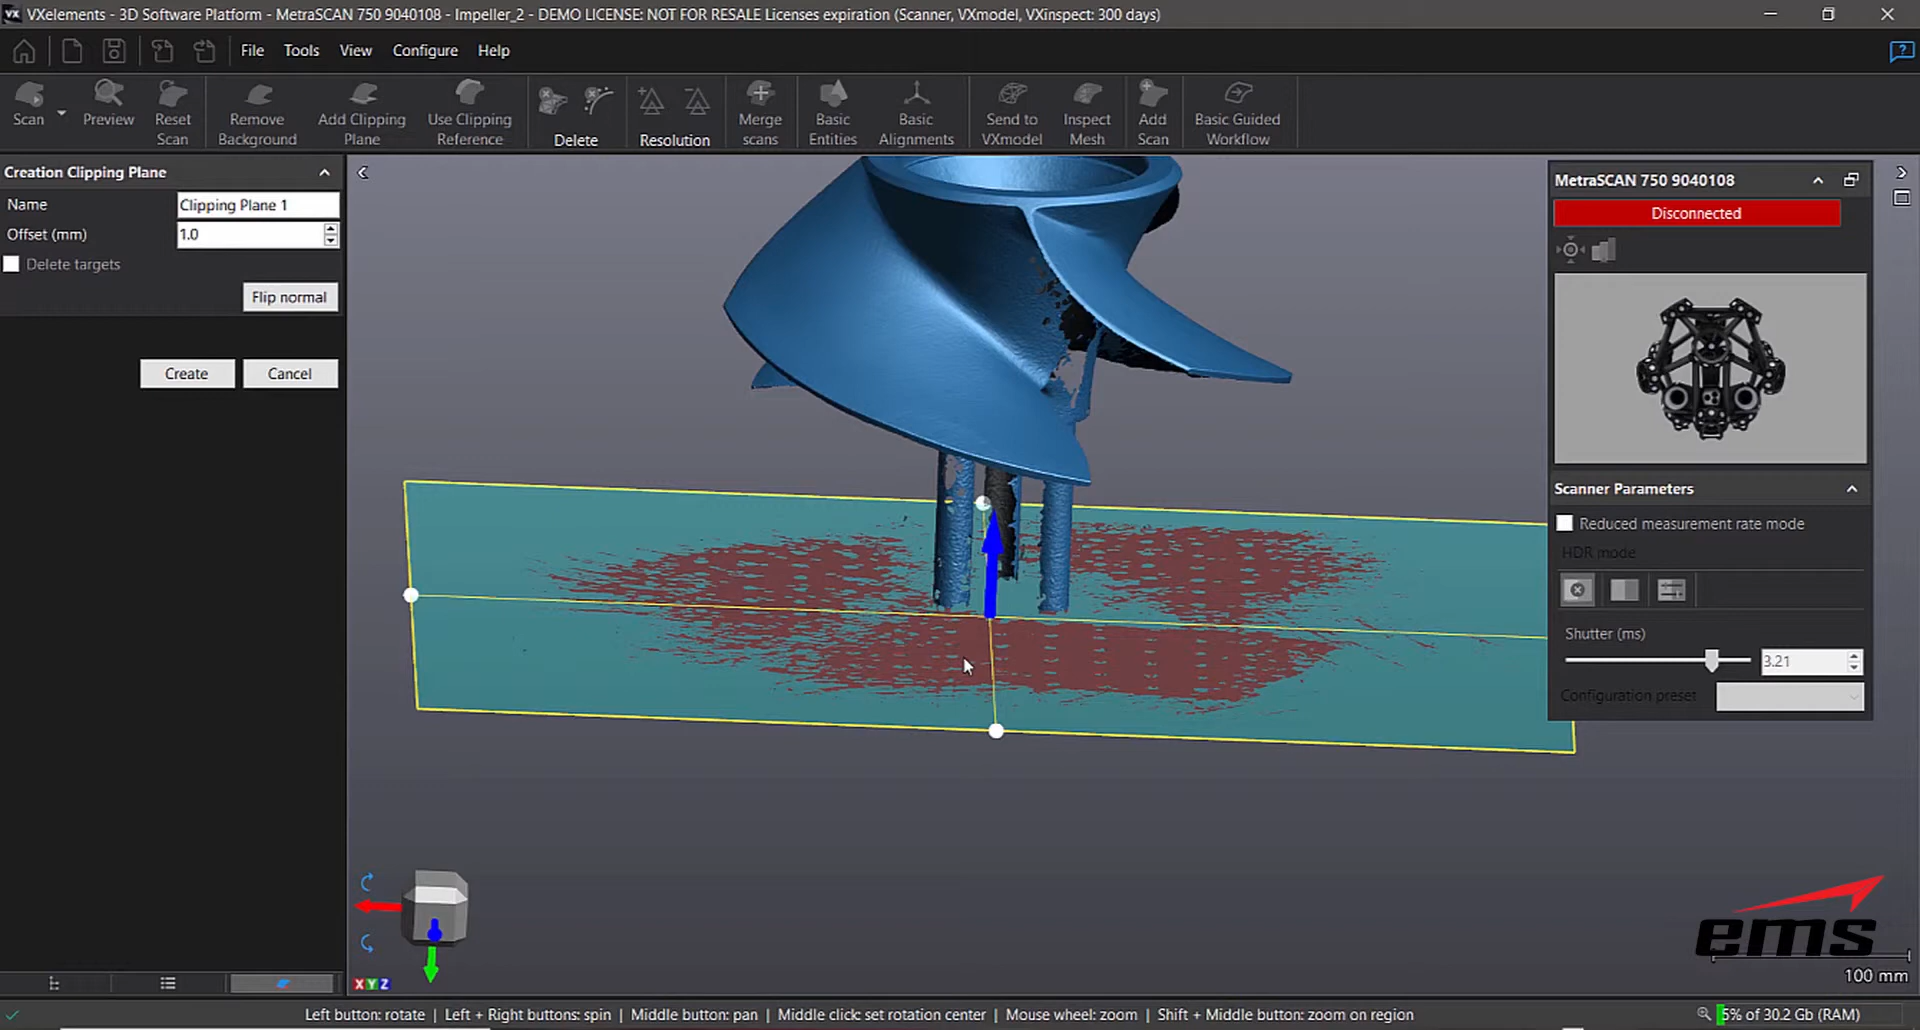 VXelements - 3D Software Platform - MetraSCAN 750 9040108 - Impeller_2 - DEMO LICENSE: NOT FOR RESALE Licenses expiration (Scanner, VXmodel, VXinspect: 300 days)
File Tools View Configure Help
Scan
Preview
Reset
Scan
Remove
Background
Add Clipping
Plane
Use Clipping
Reference
Delete
Resolution
Merge
scans
Basic
Entities
Basic
Alignments
Send to
VXmodel
Inspect
Mesh
Add
Scan
Basic Guided
Workflow
Creation Clipping Plane
Name Clipping Plane 1
Offset (mm) 1.0
Delete targets
Flip normal
Create Cancel
MetraSCAN 750 9040108
Disconnected
Scanner Parameters
Reduced measurement rate mode
HDR mode
Shutter (ms)
3.21
Configuration preset
XYZ
ems
100 mm
Left button: rotate | Left + Right buttons: spin | Middle button: pan | Middle click: set rotation center | Mouse wheel: zoom | Shift + Middle button: zoom on region
5% of 30.2 Gb (RAM)